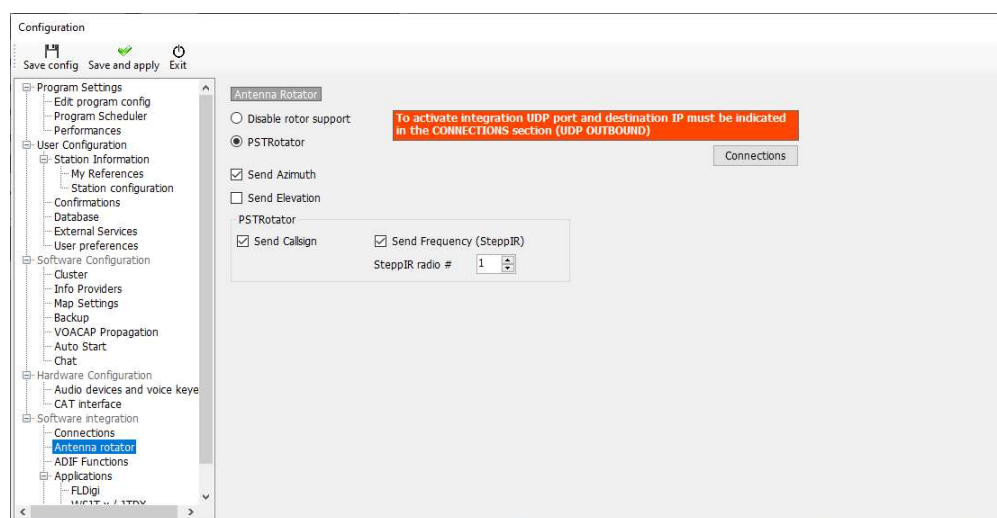 Configuration
Save config Save and apply Exit
Program Settings
Edit program config
Program Scheduler
Performances
User Configuration
Station Information
My References
Station configuration
Confirmations
Database
External Services
User preferences
Software Configuration
Cluster
Info Providers
Map Settings
Backup
VOACAP Propagation
Auto Start
Chat
Hardware Configuration
Audio devices and voice keye
CAT interface
Software integration
Connections
Antenna rotator
ADIF Functions
Applications
FLDigi
Antenna Rotator
Disable rotor support
PSTRotator
To activate integration UDP port and destination IP must be indicated
in the CONNECTIONS section (UDP OUTBOUND)
Connections
Send Azimuth
Send Elevation
PSTRotator
Send Callsign
Send Frequency (SteppIR)
SteppIR radio # 1